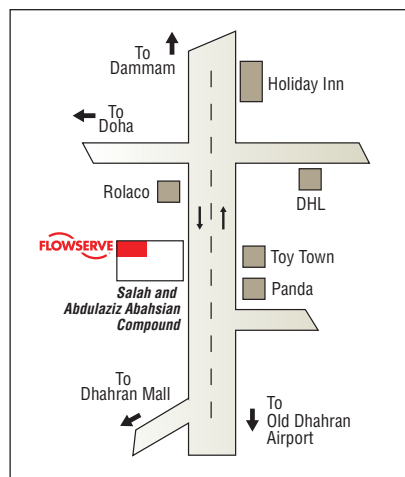 To
Dammam
Holiday Inn
To
Doha
Rolaco
DHL
FLOWSERVE
Toy Town
Salah and
Abdulaziz Abahsian
Compound
Panda
To
Dhahran Mall
To
Old Dhahran
Airport